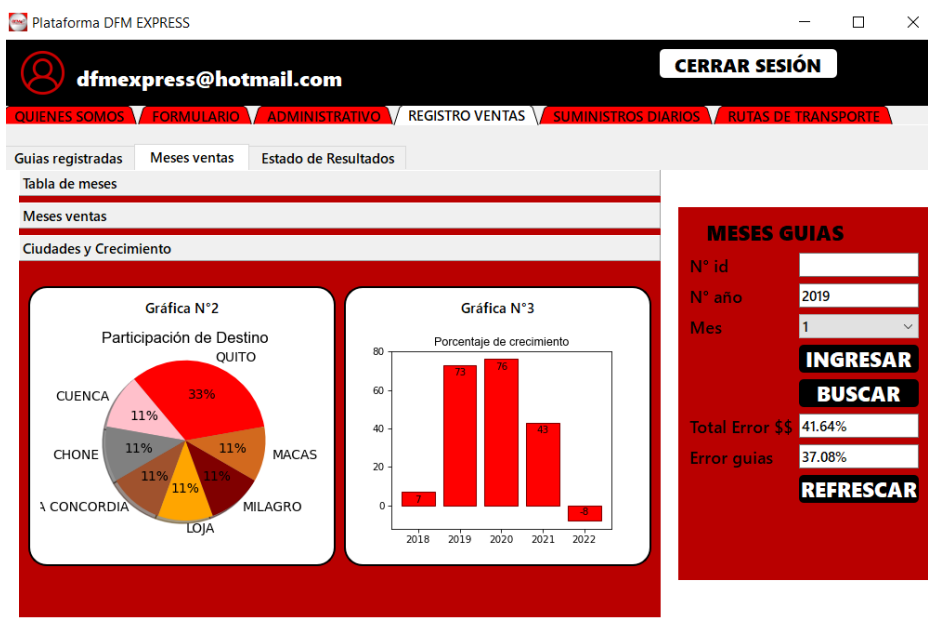 Plataforma DFM EXPRESS
dfmexpress@hotmail.com
CERRAR SESIÓN
QUIENES SOMOS
FORMULARIO
ADMINISTRATIVO
REGISTRO VENTAS
SUMINISTROS DIARIOS
RUTAS DE TRANSPORTE
Guias registradas
Meses ventas
Estado de Resultados
Tabla de meses
Meses ventas
Ciudades y Crecimiento
Gráfica N°2
Participación de Destino
QUITO
33%
CUENCA
11%
CHONE
11%
11%
MACAS
11%
11%
11%
A CONCORDIA
MILAGRO
LOJA
Gráfica N°3
Porcentaje de crecimiento
80
60
40
20
0
7
73
76
43
-8
2018
2019
2020
2021
2022
MESES GUIAS
N° id
N° año
2019
Mes
1
INGRESAR
BUSCAR
Total Error $$
41.64%
Error guias
37.08%
REFRESCAR